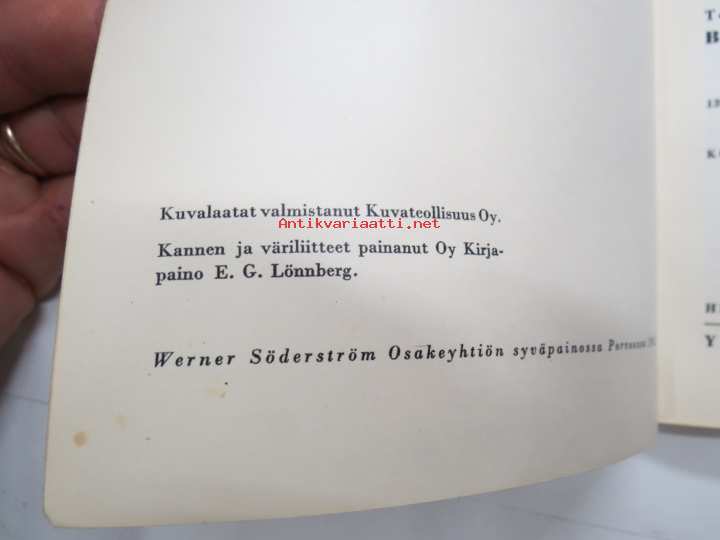 Kuvalaatat valmistanut Kuvateollisuus Oy.
Antikvariaatti.net
Kannen ja väriliitteet painanut Oy Kirja-
paino E. G. Lönnberg.
Werner Söderström Osakeyhtiön syväpainossa Porvoossa
B
Y